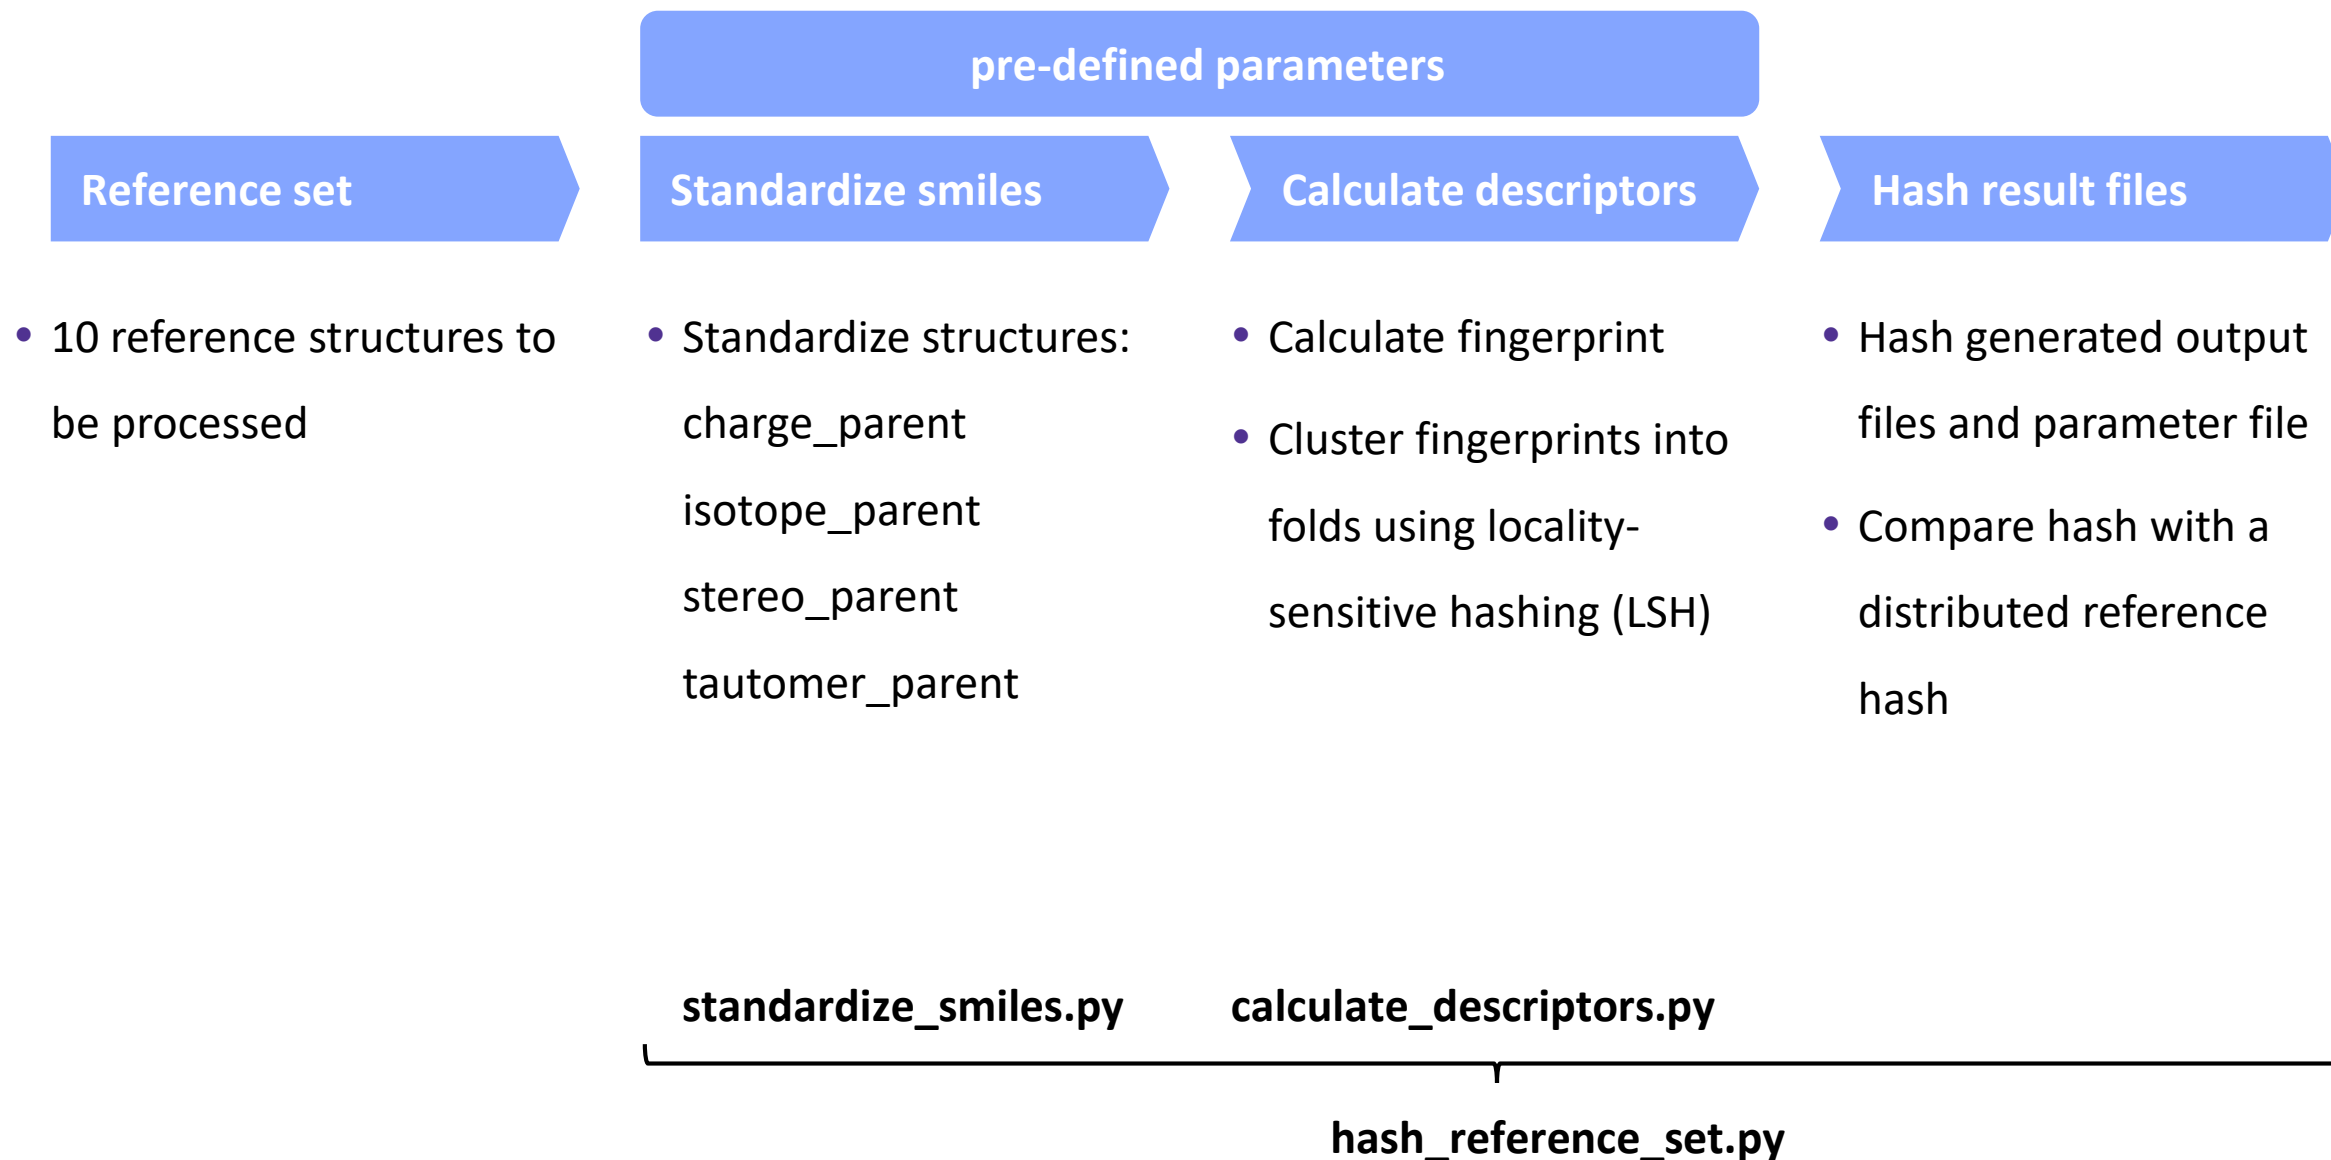 pre-defined parameters
Reference set
Standardize smiles
Calculate descriptors
Hash result files
• 10 reference structures to
be processed
• Standardize structures:
charge_parent
isotope_parent
stereo_parent
tautomer_parent
• Calculate fingerprint
• Cluster fingerprints into
folds using locality-
sensitive hashing (LSH)
• Hash generated output
files and parameter file
• Compare hash with a
distributed reference
hash
standardize_smiles.py
calculate_descriptors.py
hash_reference_set.py